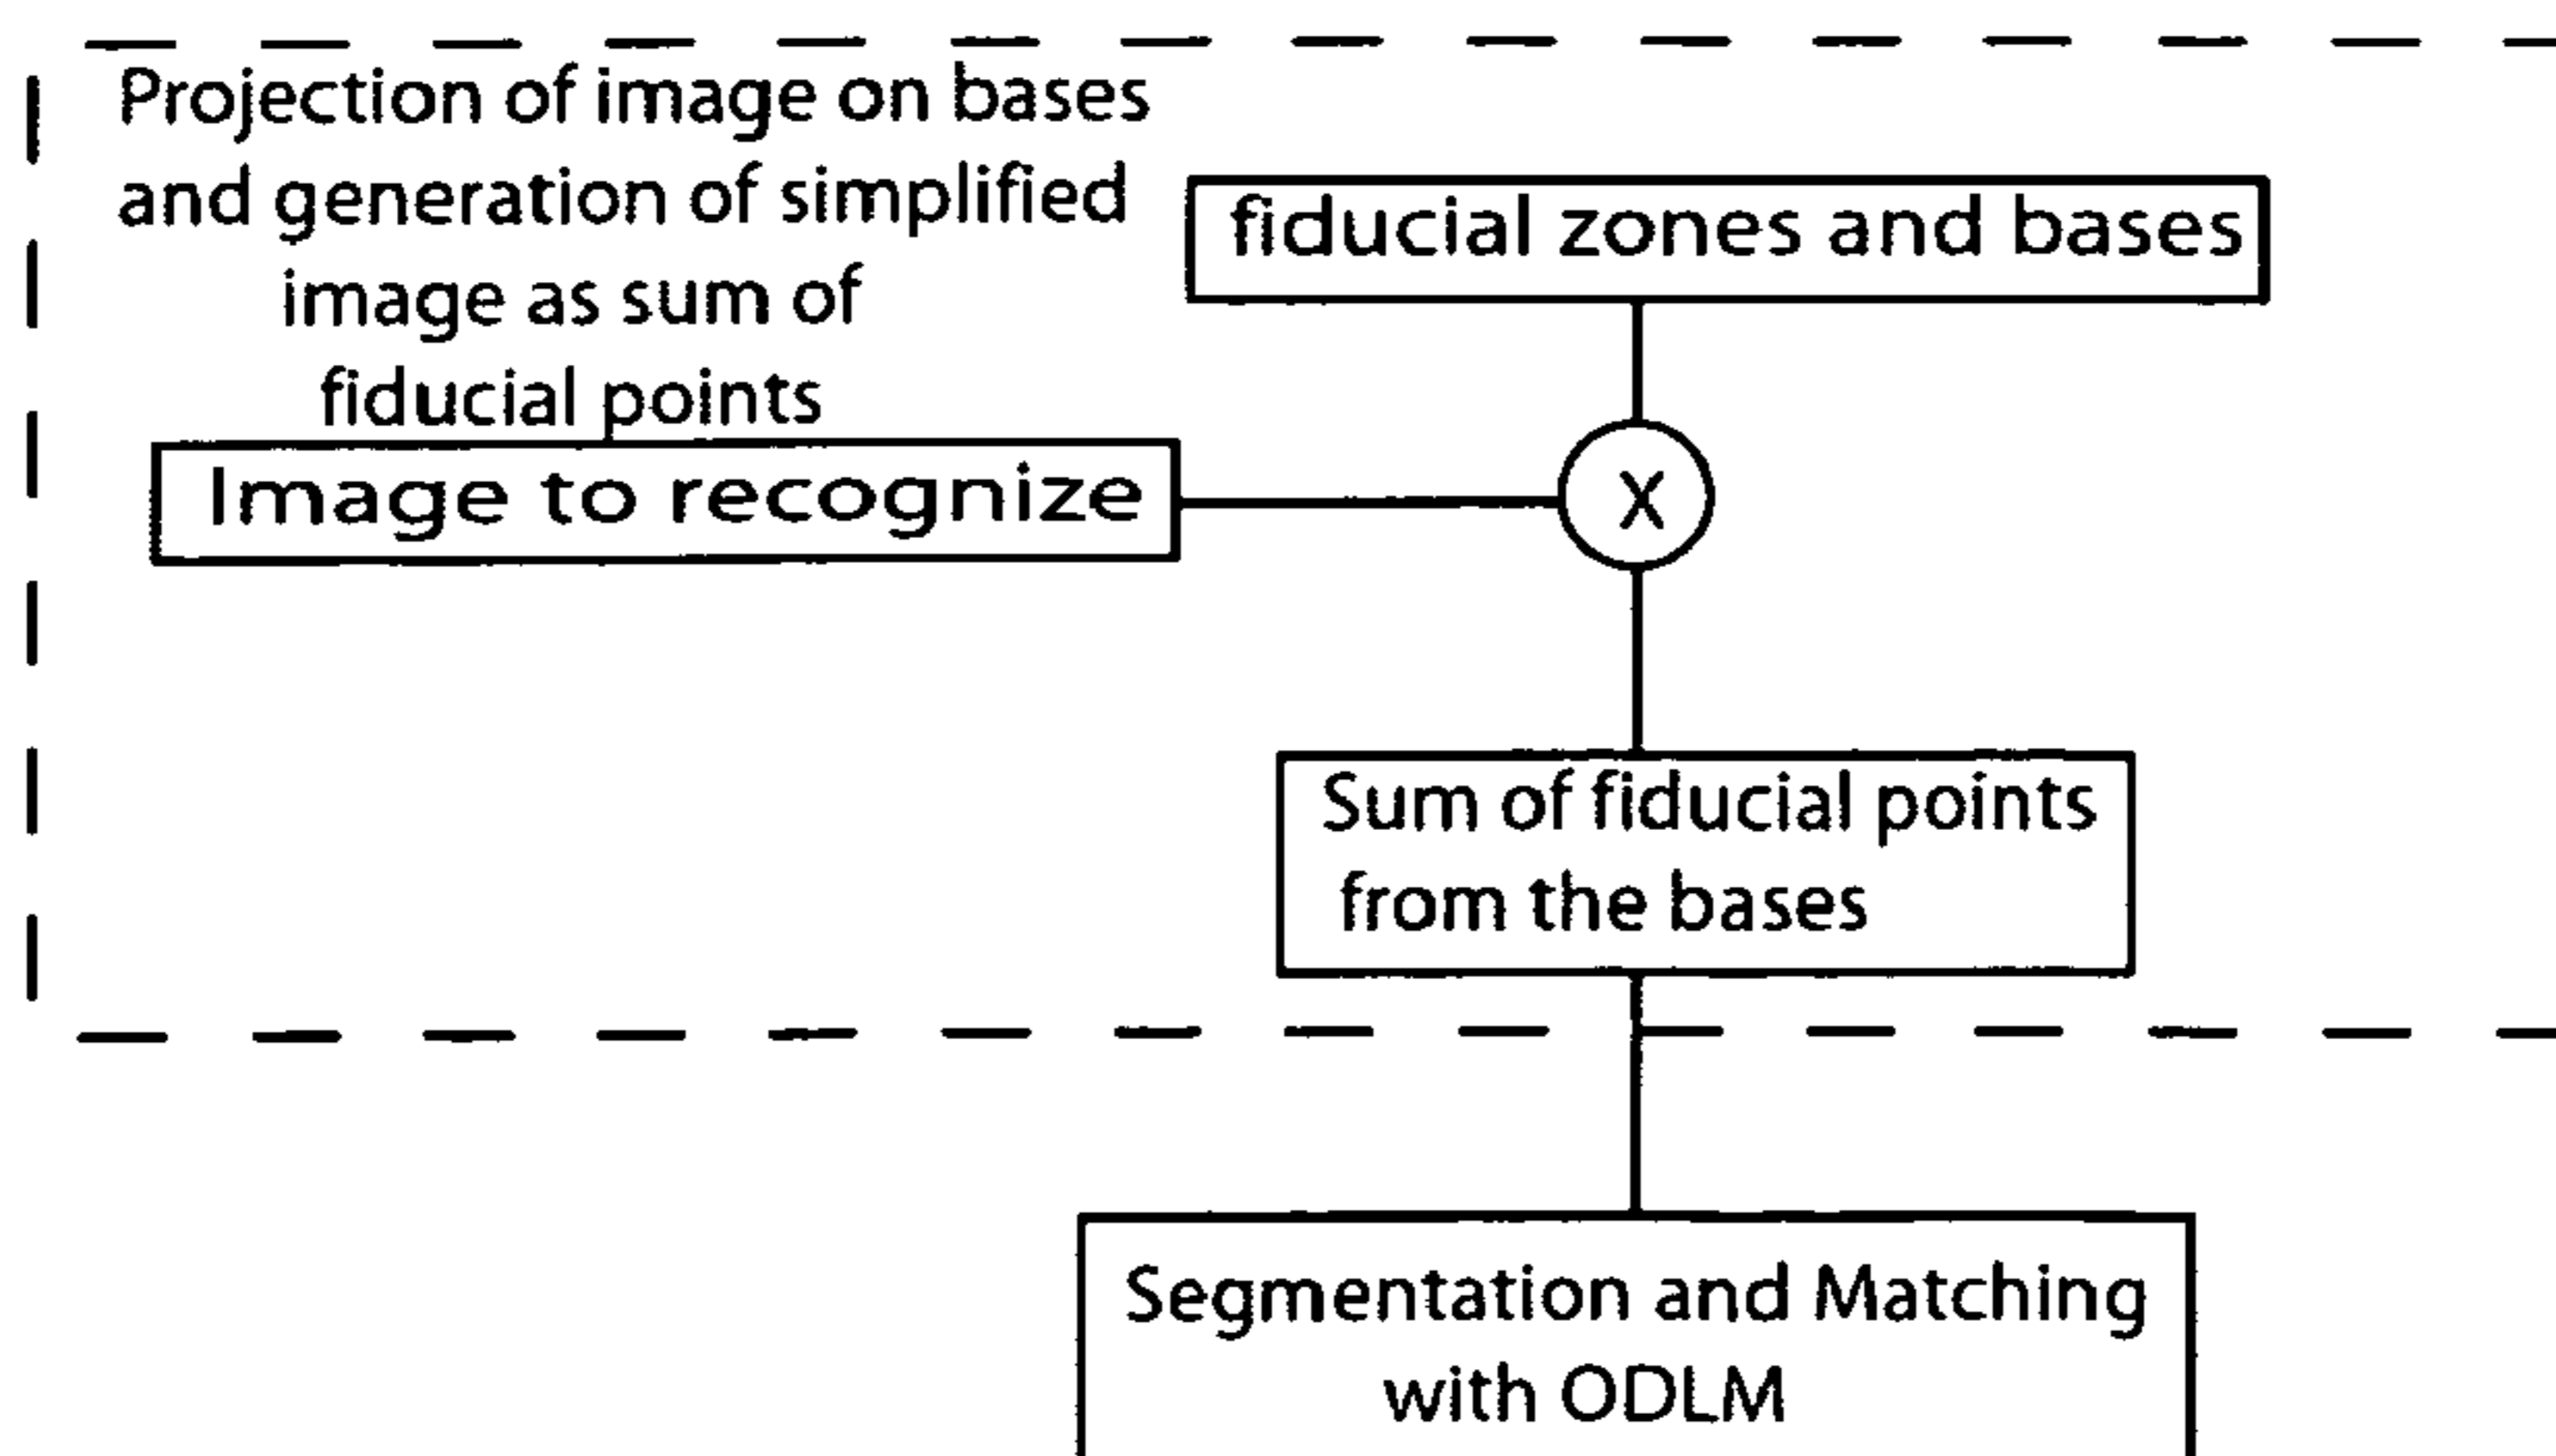 Projection of image on bases
and generation of simplified
image as sum of
fiducial points
fiducial zones and bases
Image to recognize
X
Sum of fiducial points
from the bases
Segmentation and Matching
with ODLM